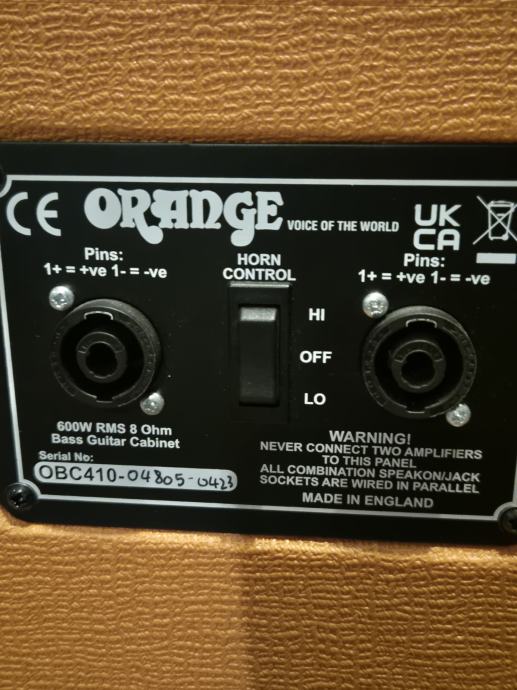 CE ORANGE VOICE OF THE WORLD UK
CA
Pins:
1+ = +ve 1- = -ve
HORN
CONTROL
Pins:
1+ = +ve 1- = -ve
HI
OFF
LO
600W RMS 8 Ohm
Bass Guitar Cabinet
Serial No:
OBC410-04805-0423
WARNING!
NEVER CONNECT TWO AMPLIFIERS
TO THIS PANEL
ALL COMBINATION SPEAKON/JACK
SOCKETS ARE WIRED IN PARALLEL
MADE IN ENGLAND